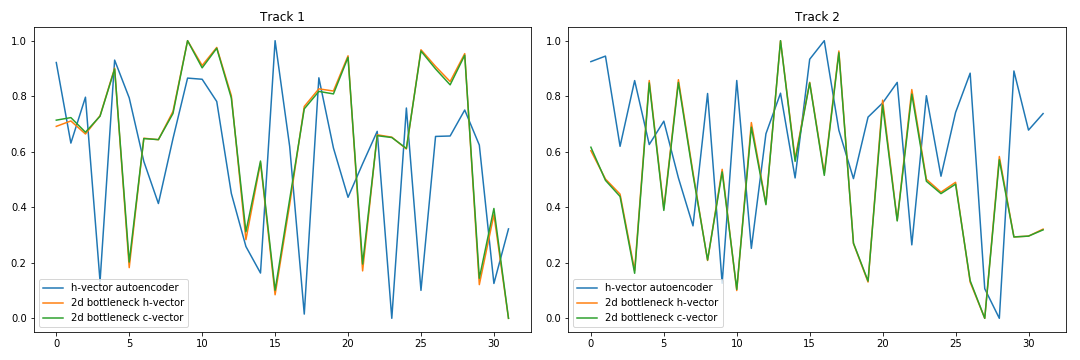 Track 1
1.0
0.8
0.6
0.4
0.2
0.0
h-vector autoencoder
2d bottleneck h-vector
2d bottleneck c-vector
0 5 10 15 20 25 30
Track 2
1.0
0.8
0.6
0.4
0.2
0.0
h-vector autoencoder
2d bottleneck h-vector
2d bottleneck c-vector
0 5 10 15 20 25 30